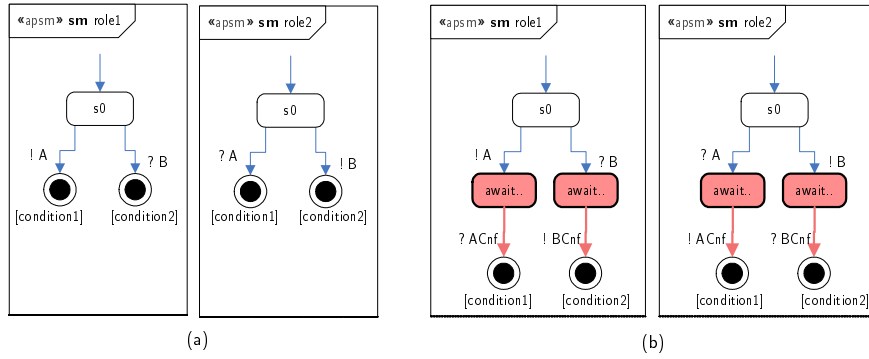 «apsm» sm role1
s0
! A
? B
[condition1]
[condition2]
«apsm» sm role2
s0
? A
! B
[condition1]
[condition2]
(a)
«apsm» sm role1
s0
! A
? B
await..
await..
? ACnf
! BCnf
[condition1]
[condition2]
«apsm» sm role2
s0
? A
! B
await..
await..
! ACnf
? BCnf
[condition1]
[condition2]
(b)